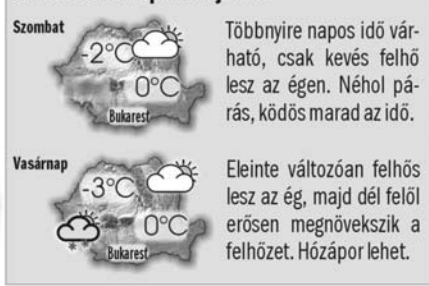 Szombat
-2°C
0°C
Bukarest
Többnyire napos idő vár-
ható, csak kevés felhő
lesz az égen. Néhol pá-
rás, ködös marad az idő.
Vasárnap
-3°C
0°C
Bukarest
Eleinte változóan felhős
lesz az ég, majd dél felől
erősen megnövekszik a
felhőzet. Hózápor lehet.